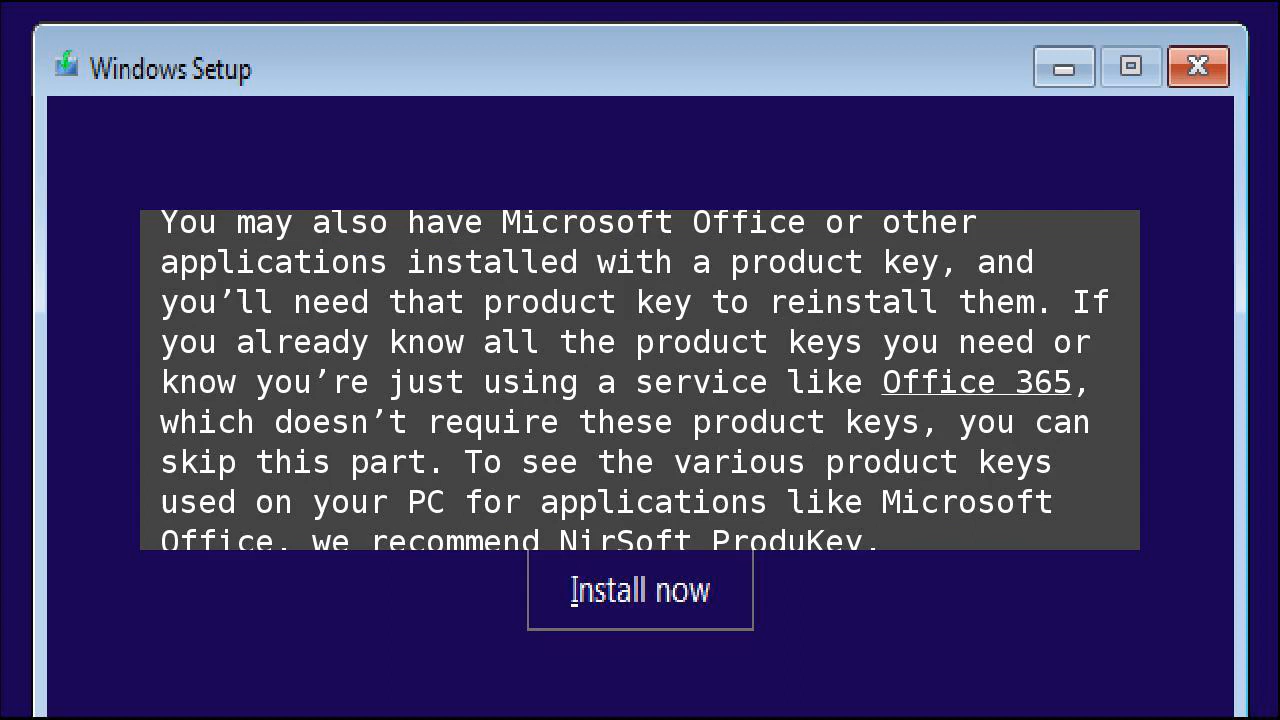 Windows Setup
You may also have Microsoft Office or other
applications installed with a product key, and
you’ll need that product key to reinstall them. If
you already know all the product keys you need or
know you’re just using a service like Office 365,
which doesn’t require these product keys, you can
skip this part. To see the various product keys
used on your PC for applications like Microsoft
Office, we recommend NirSoft ProduKey.
Install now